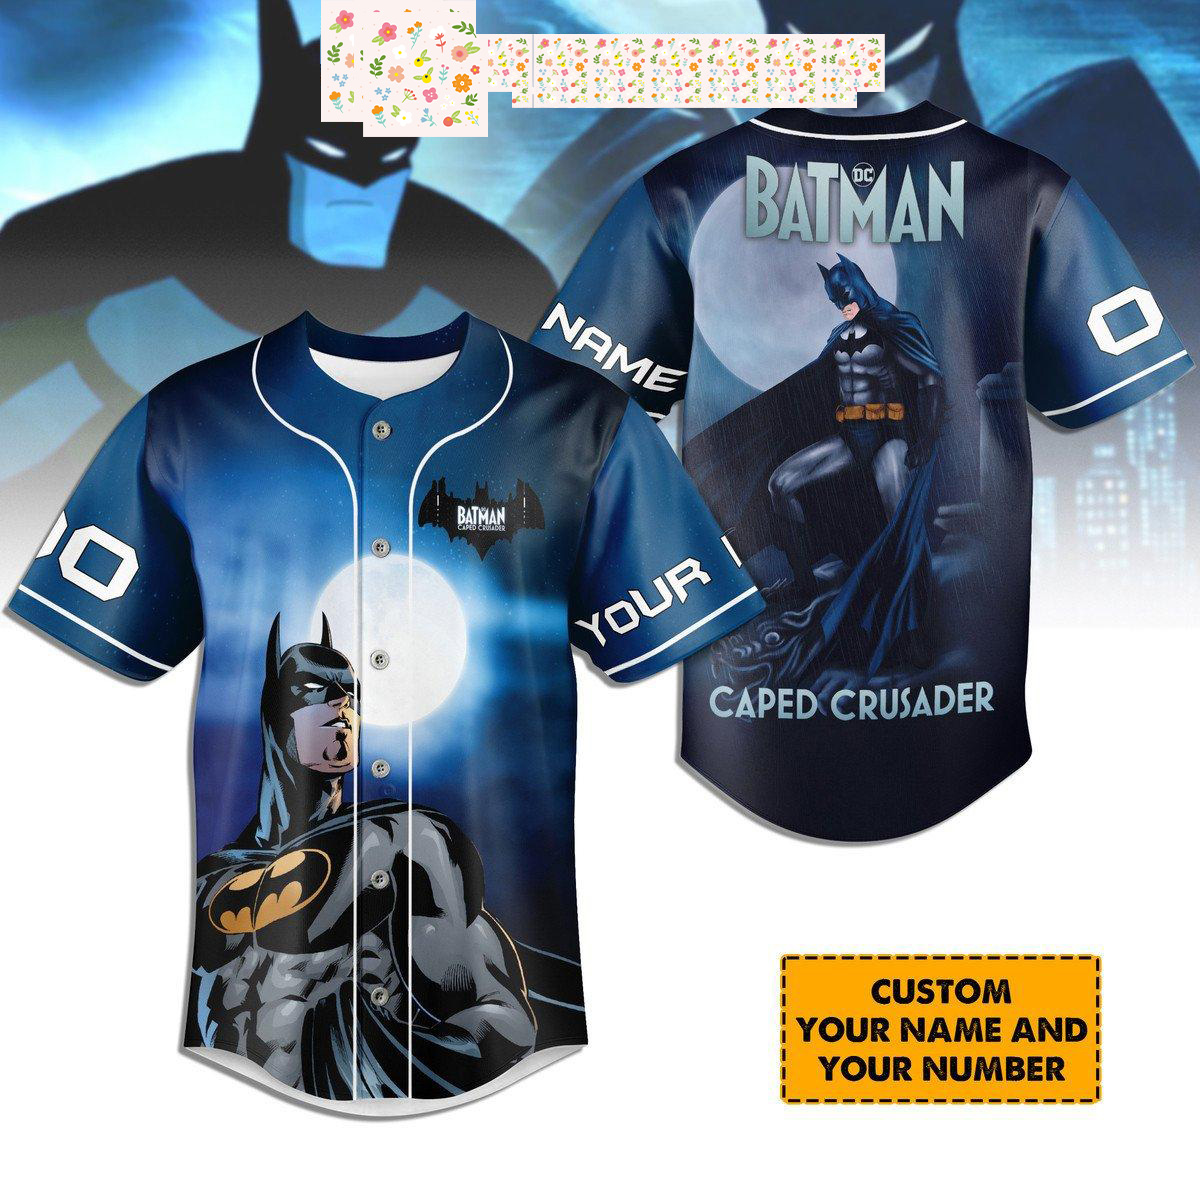 DC
BATMAN
NAME
0
BATMAN
CAPED CRUSADER
00
YOUR
CAPED CRUSADER
CUSTOM
YOUR NAME AND
YOUR NUMBER